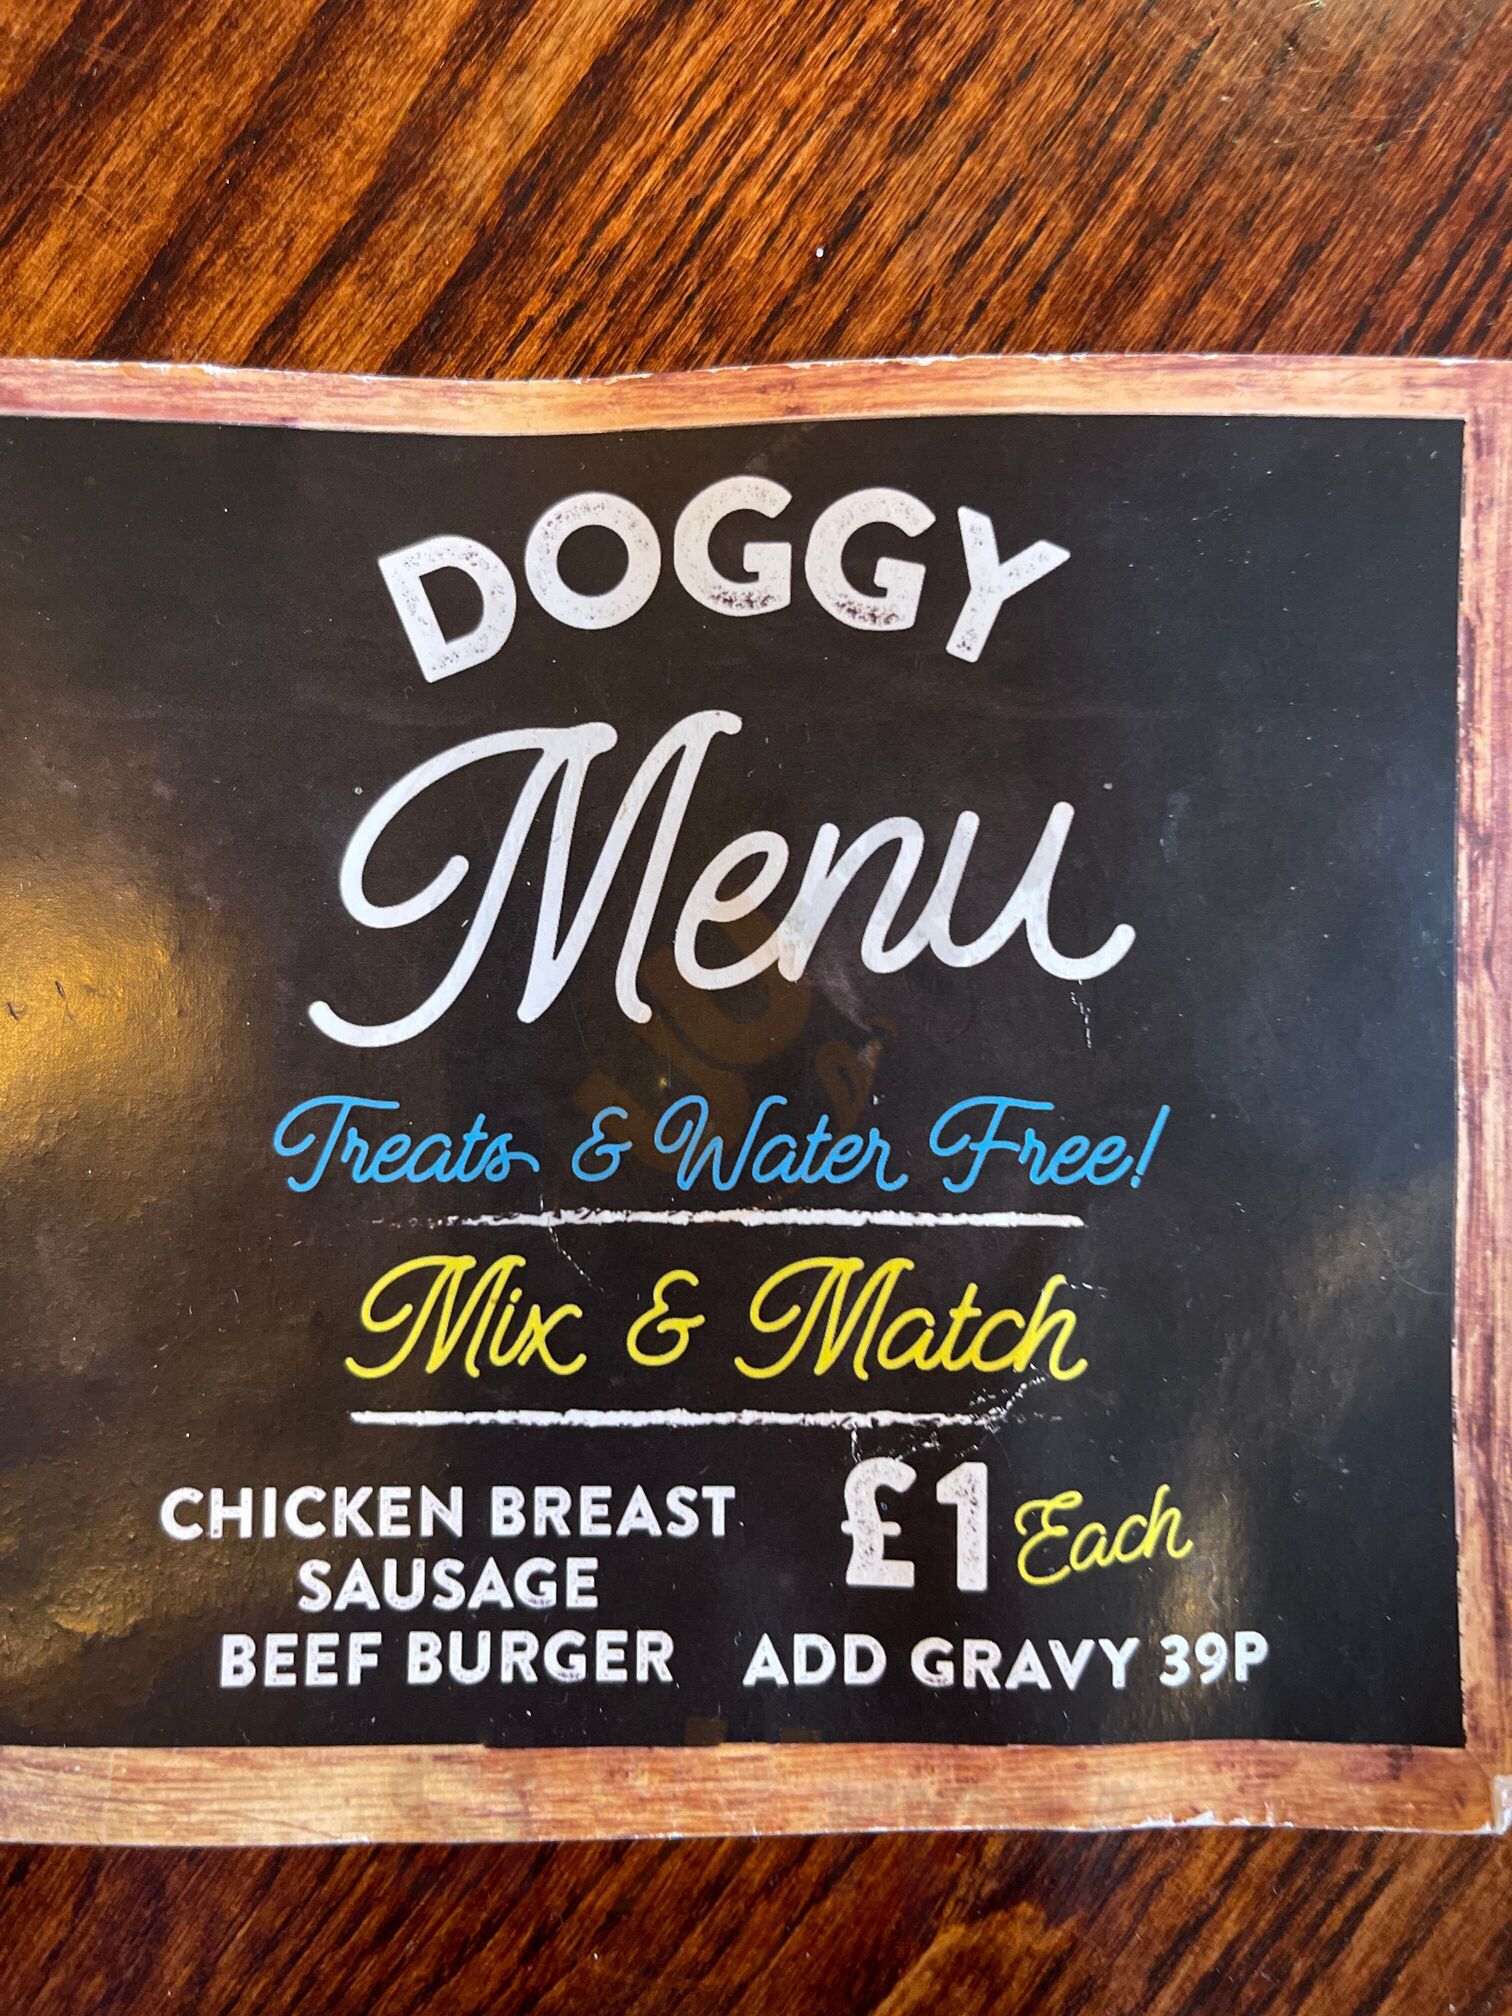 DOGGY
Menu
Treats & Water Free!
Mix & Match
CHICKEN BREAST
SAUSAGE
BEEF BURGER
£1 Each
ADD GRAVY 39P